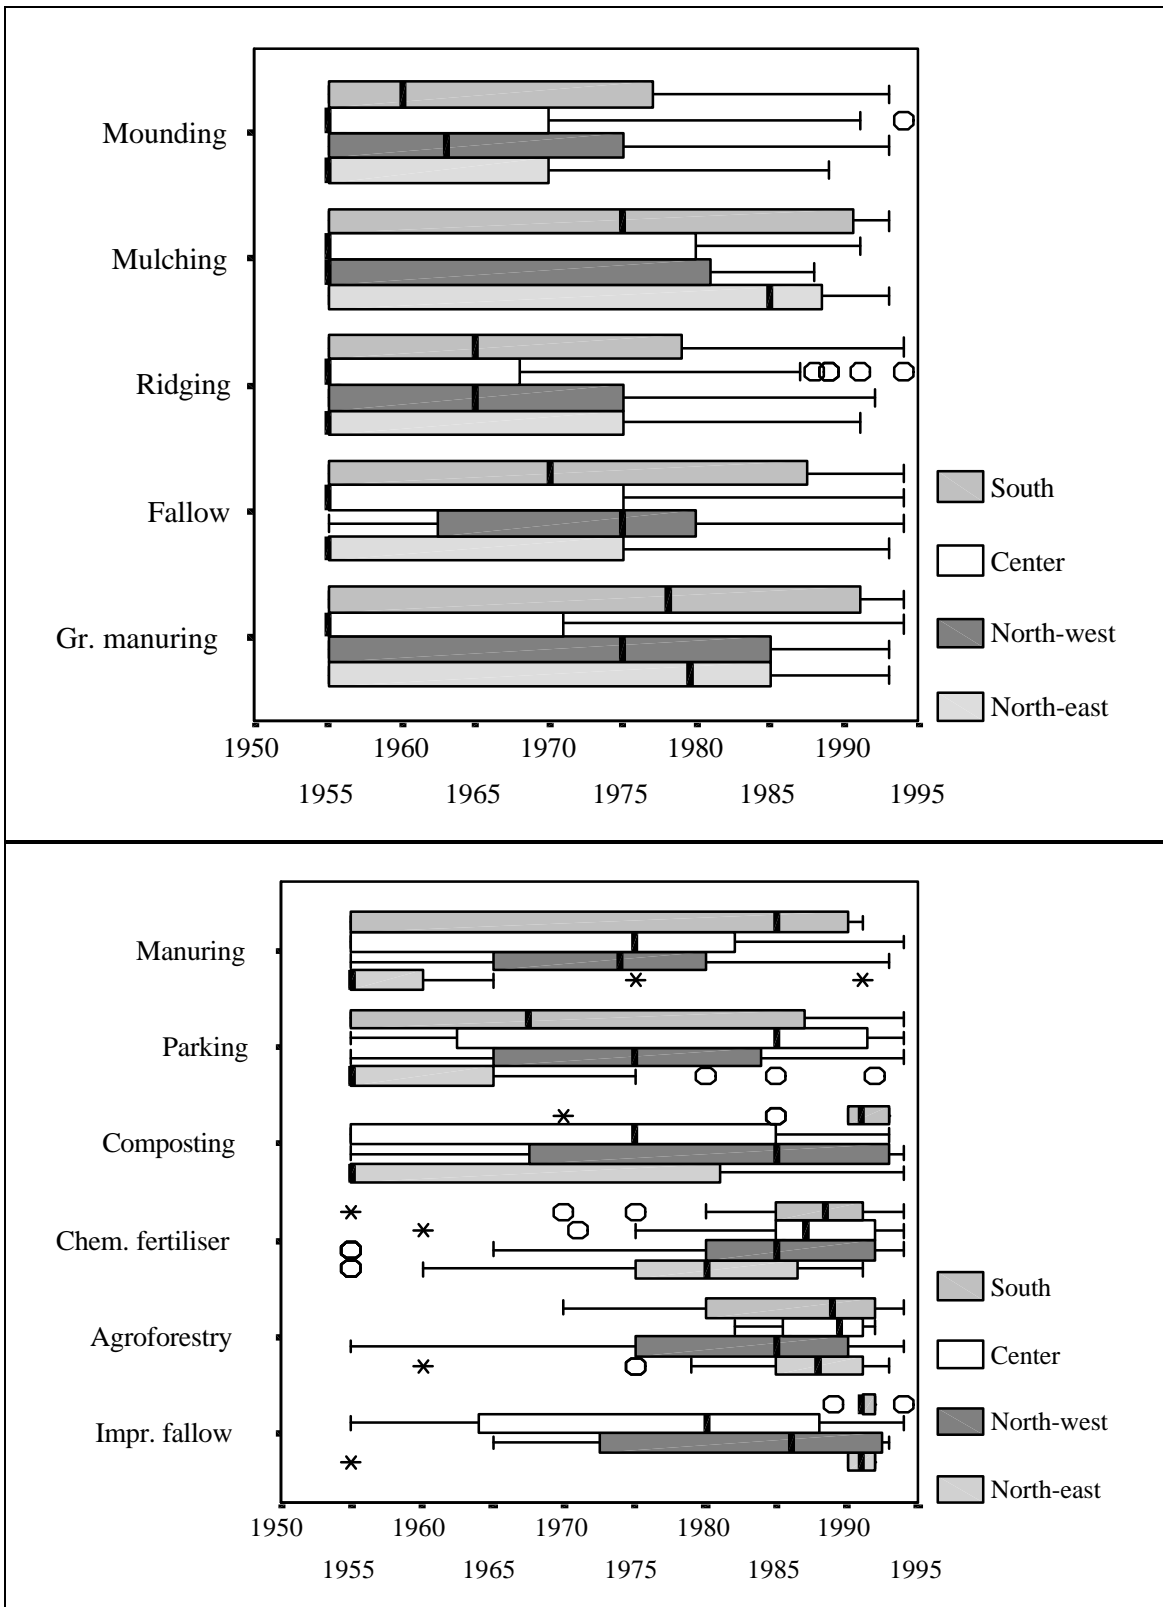 Mounding
Mulching
Ridging
Fallow
Gr. manuring
South
Center
North-west
North-east
1950 1960 1970 1980 1990
1955 1965 1975 1985 1995
Manuring
Parking
Composting
Chem. fertiliser
Agroforestry
Impr. fallow
South
Center
North-west
North-east
1950 1960 1970 1980 1990
1955 1965 1975 1985 1995